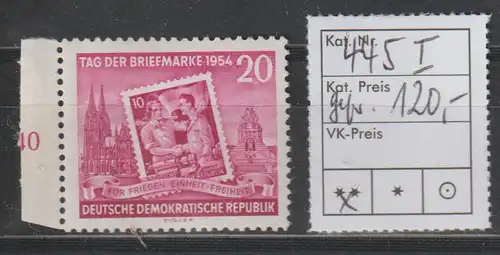 TAG DER BRIEFMARKE 1954 20
10
FÜR FRIEDEN · EINHEIT · FREIHEIT
DEUTSCHE DEMOKRATISCHE REPUBLIK
40
Kat. Nr.
445 I
Kat. Preis
gepr. 120,-
VK-Preis
** * ⊙
X